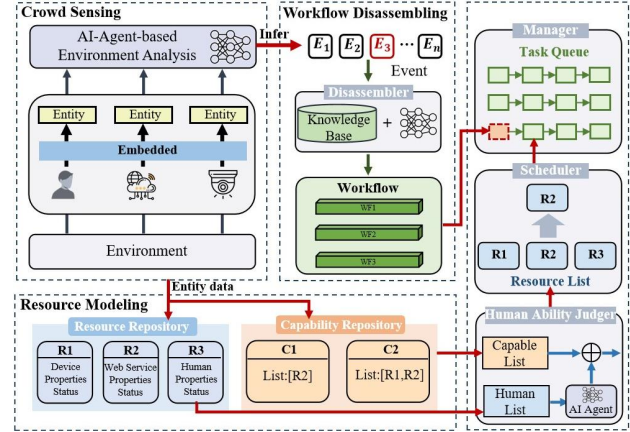 Crowd Sensing
AI-Agent-based
Environment Analysis
Entity
Entity
Entity
Embedded
Environment
Infer
Workflow Disassembling
E1
E2
E3
...
En
Event
Disassembler
Knowledge
Base
+
Workflow
WF1
WF2
WF3
Manager
Task Queue
Scheduler
R2
R1
R2
R3
Resource List
Human Ability Judger
Capable
List
Human
List
AI Agent
Entity data
Resource Modeling
Resource Repository
R1
Device
Properties
Status
R2
Web Service
Properties
Status
R3
Human
Properties
Status
Capability Repository
C1
List:[R2]
C2
List:[R1,R2]